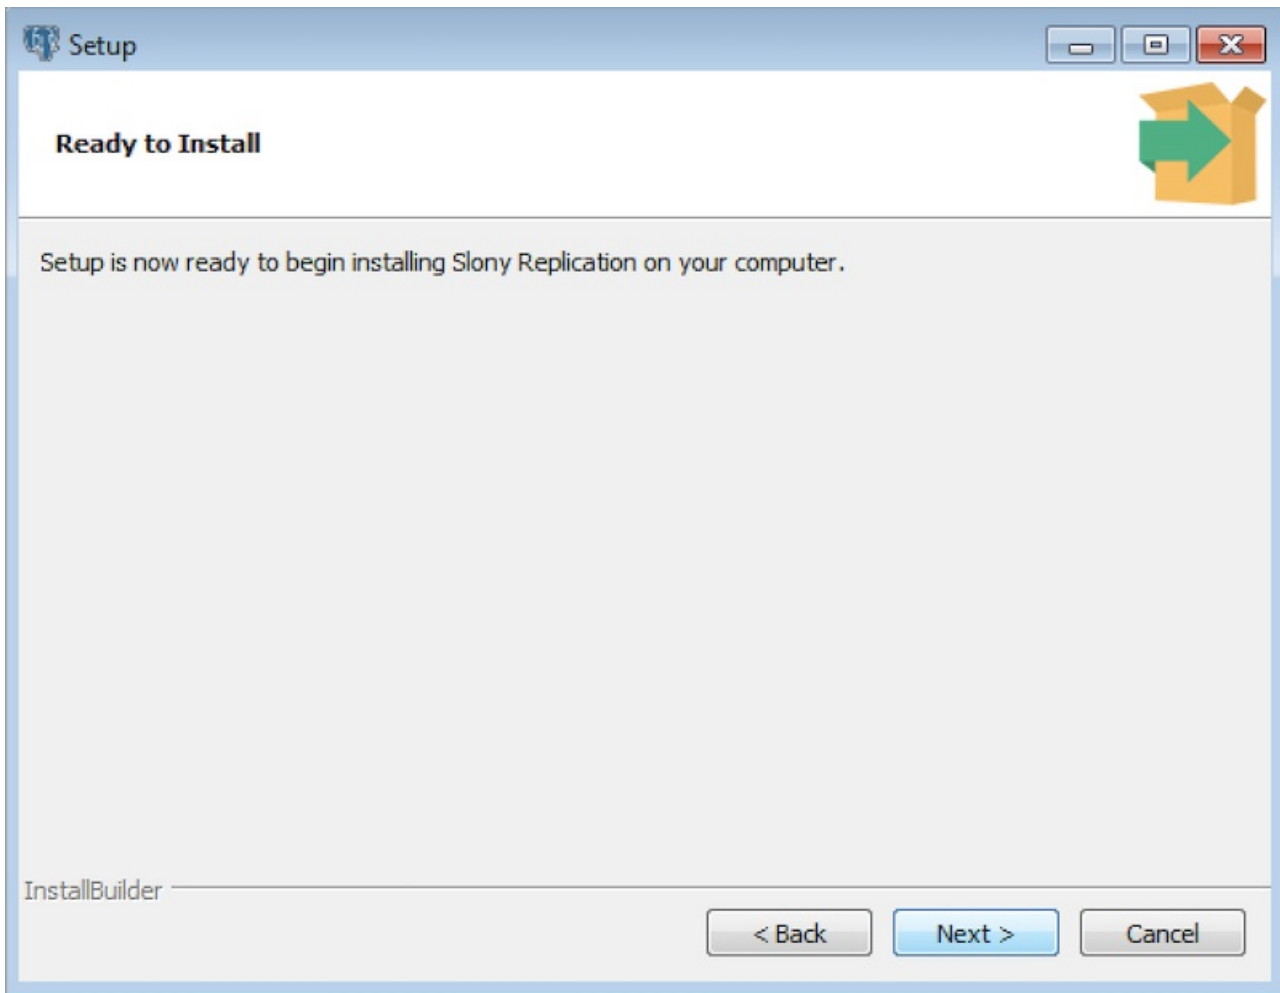 Setup
Ready to Install
Setup is now ready to begin installing Slony Replication on your computer.
InstallBuilder
< Back
Next >
Cancel